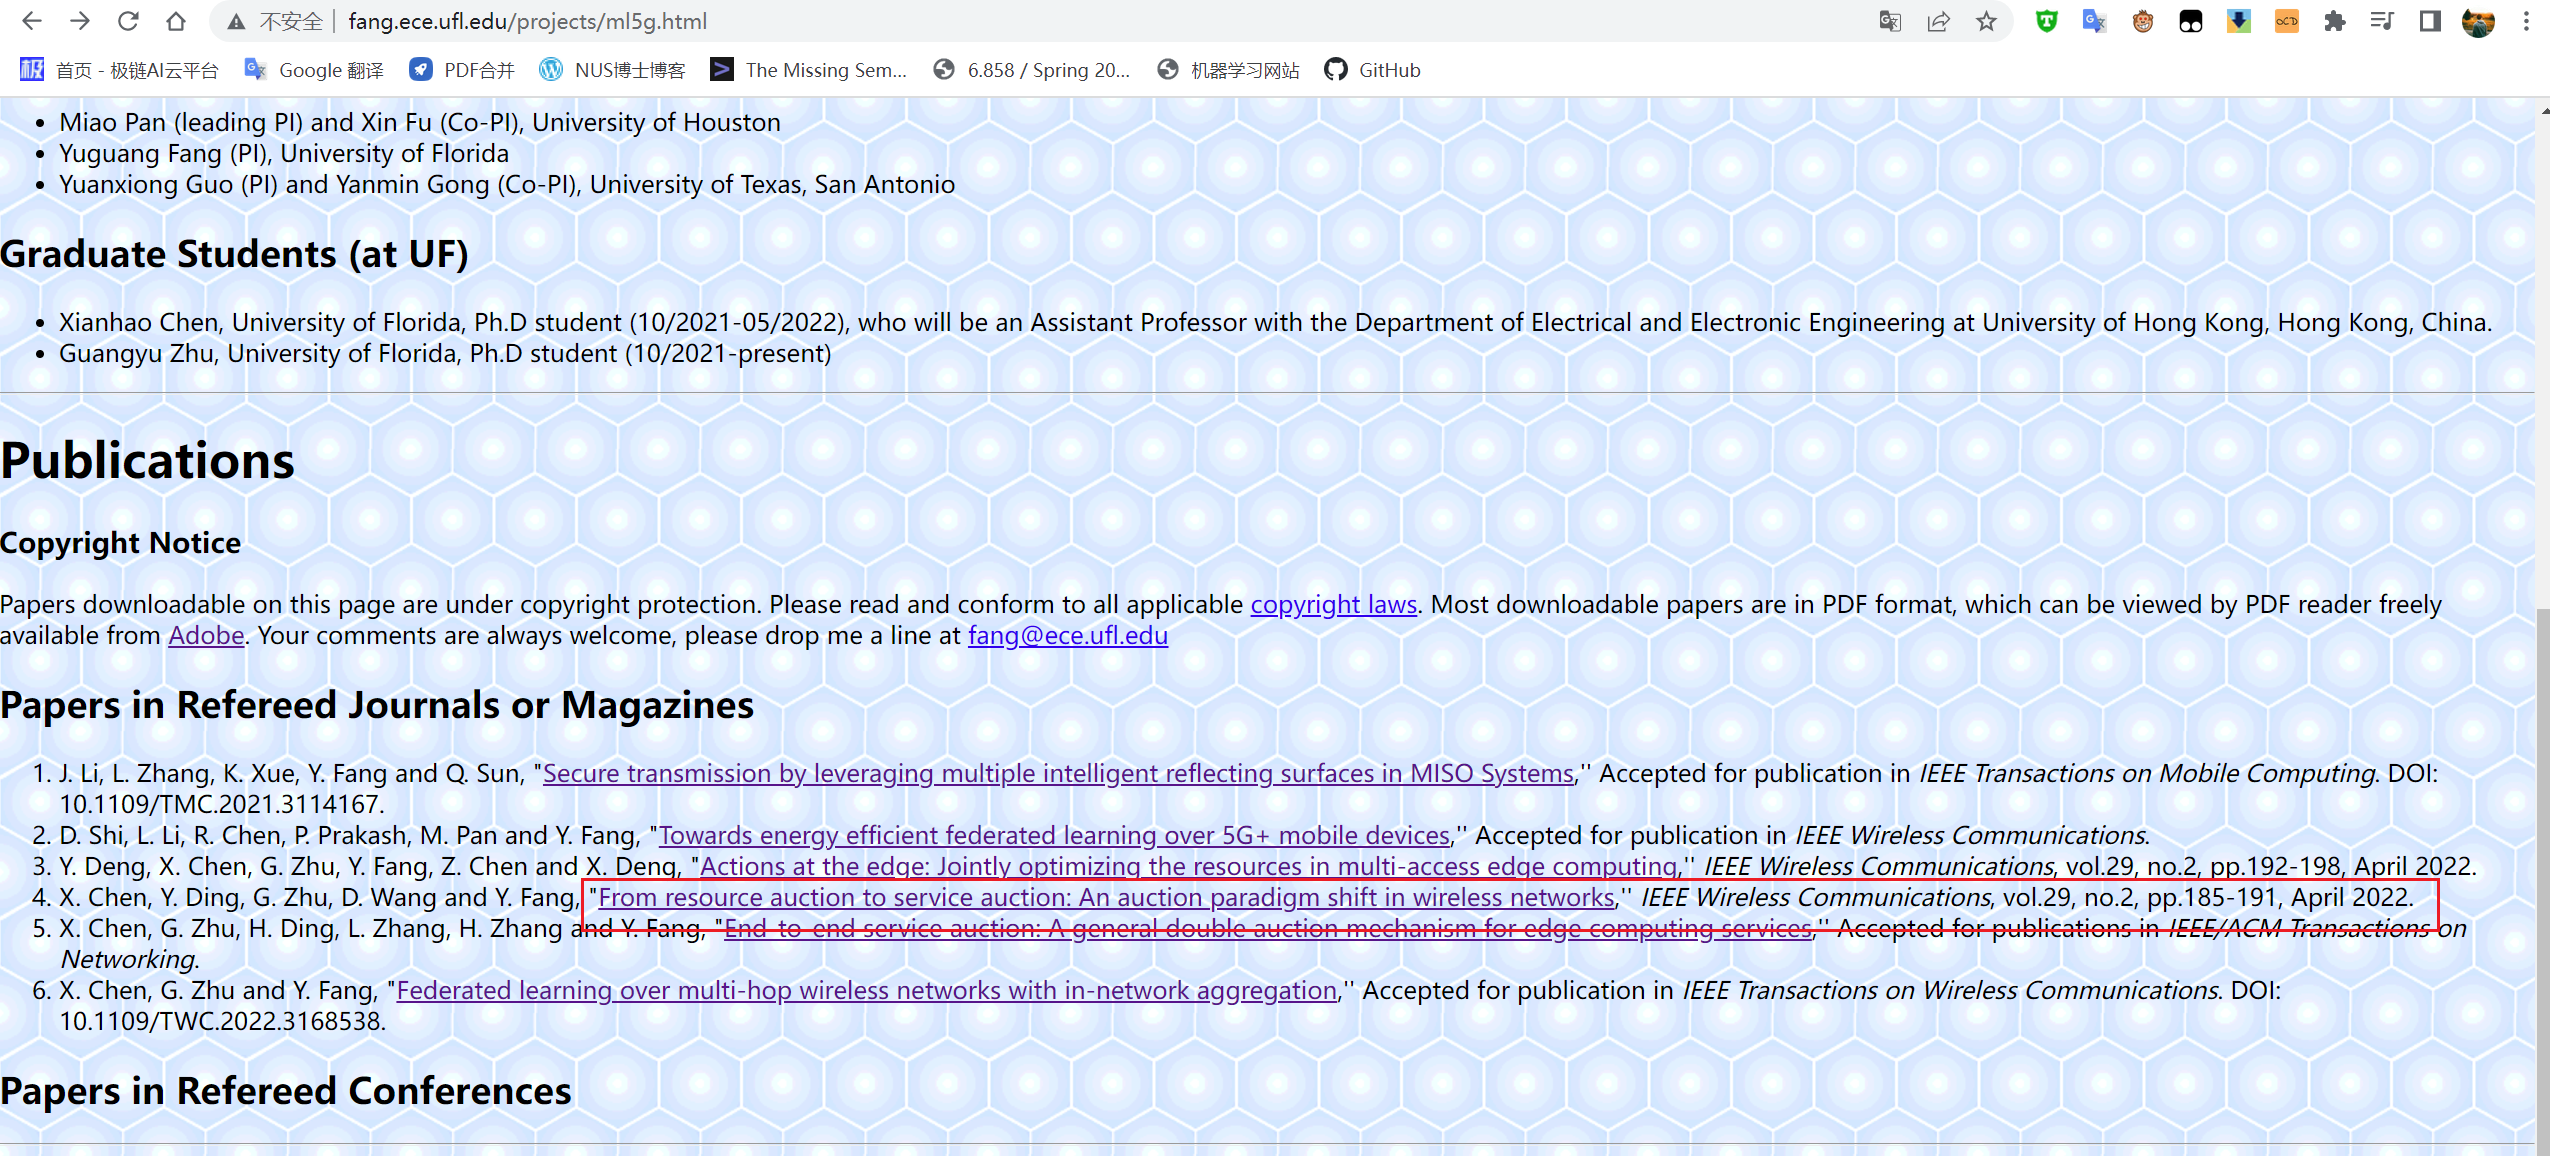 不安全 | fang.ece.ufl.edu/projects/ml5g.html
极 首页 - 极链AI云平台 Google 翻译 PDF合并 NUS博士博客 The Missing Sem... 6.858 / Spring 20... 机器学习网站 GitHub
• Miao Pan (leading PI) and Xin Fu (Co-PI), University of Houston
• Yuguang Fang (PI), University of Florida
• Yuanxiong Guo (PI) and Yanmin Gong (Co-PI), University of Texas, San Antonio
Graduate Students (at UF)
• Xianhao Chen, University of Florida, Ph.D student (10/2021-05/2022), who will be an Assistant Professor with the Department of Electrical and Electronic Engineering at University of Hong Kong, Hong Kong, China.
• Guangyu Zhu, University of Florida, Ph.D student (10/2021-present)
Publications
Copyright Notice
Papers downloadable on this page are under copyright protection. Please read and conform to all applicable copyright laws. Most downloadable papers are in PDF format, which can be viewed by PDF reader freely
available from Adobe. Your comments are always welcome, please drop me a line at fang@ece.ufl.edu
Papers in Refereed Journals or Magazines
1. J. Li, L. Zhang, K. Xue, Y. Fang and Q. Sun, "Secure transmission by leveraging multiple intelligent reflecting surfaces in MISO Systems,'' Accepted for publication in IEEE Transactions on Mobile Computing. DOI:
10.1109/TMC.2021.3114167.
2. D. Shi, L. Li, R. Chen, P. Prakash, M. Pan and Y. Fang, "Towards energy efficient federated learning over 5G+ mobile devices,'' Accepted for publication in IEEE Wireless Communications.
3. Y. Deng, X. Chen, G. Zhu, Y. Fang, Z. Chen and X. Deng, "Actions at the edge: Jointly optimizing the resources in multi-access edge computing,'' IEEE Wireless Communications, vol.29, no.2, pp.192-198, April 2022.
4. X. Chen, Y. Ding, G. Zhu, D. Wang and Y. Fang, "From resource auction to service auction: An auction paradigm shift in wireless networks,'' IEEE Wireless Communications, vol.29, no.2, pp.185-191, April 2022.
5. X. Chen, G. Zhu, H. Ding, L. Zhang, H. Zhang and Y. Fang, "End-to-end service auction: A general double auction mechanism for edge computing services,'' Accepted for publications in IEEE/ACM Transactions on
Networking.
6. X. Chen, G. Zhu and Y. Fang, "Federated learning over multi-hop wireless networks with in-network aggregation,'' Accepted for publication in IEEE Transactions on Wireless Communications. DOI:
10.1109/TWC.2022.3168538.
Papers in Refereed Conferences